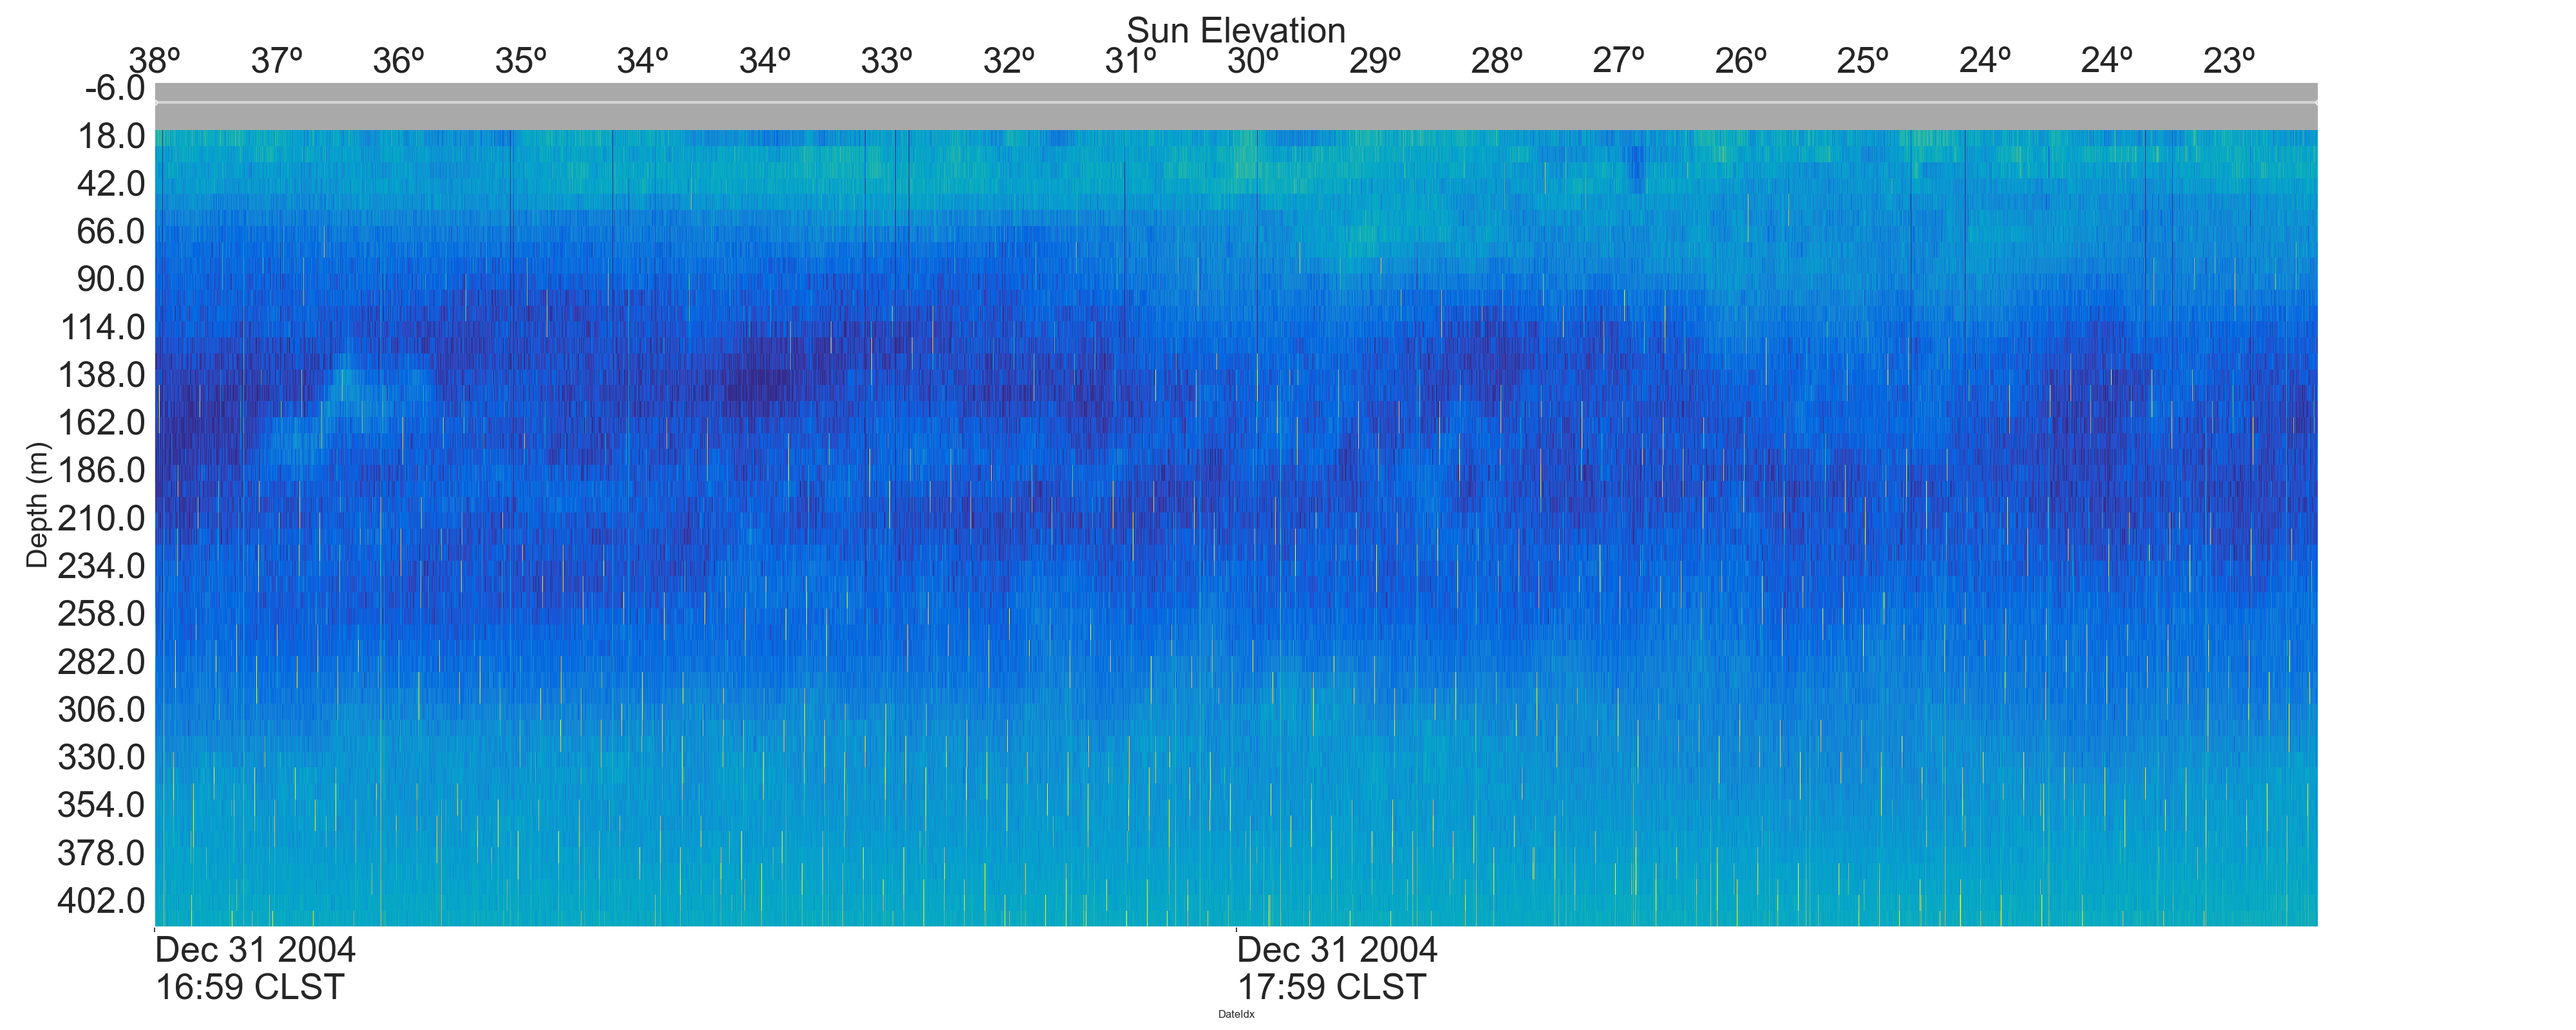 Sun Elevation
38º 37º 36º 35º 34º 34º 33º 32º 31º 30º 29º 28º 27º 26º 25º 24º 24º 23º
-6.0
18.0
42.0
66.0
90.0
114.0
138.0
162.0
186.0
210.0
234.0
258.0
282.0
306.0
330.0
354.0
378.0
402.0
Depth (m)
Dec 31 2004
16:59 CLST
Dec 31 2004
17:59 CLST
DateIdx